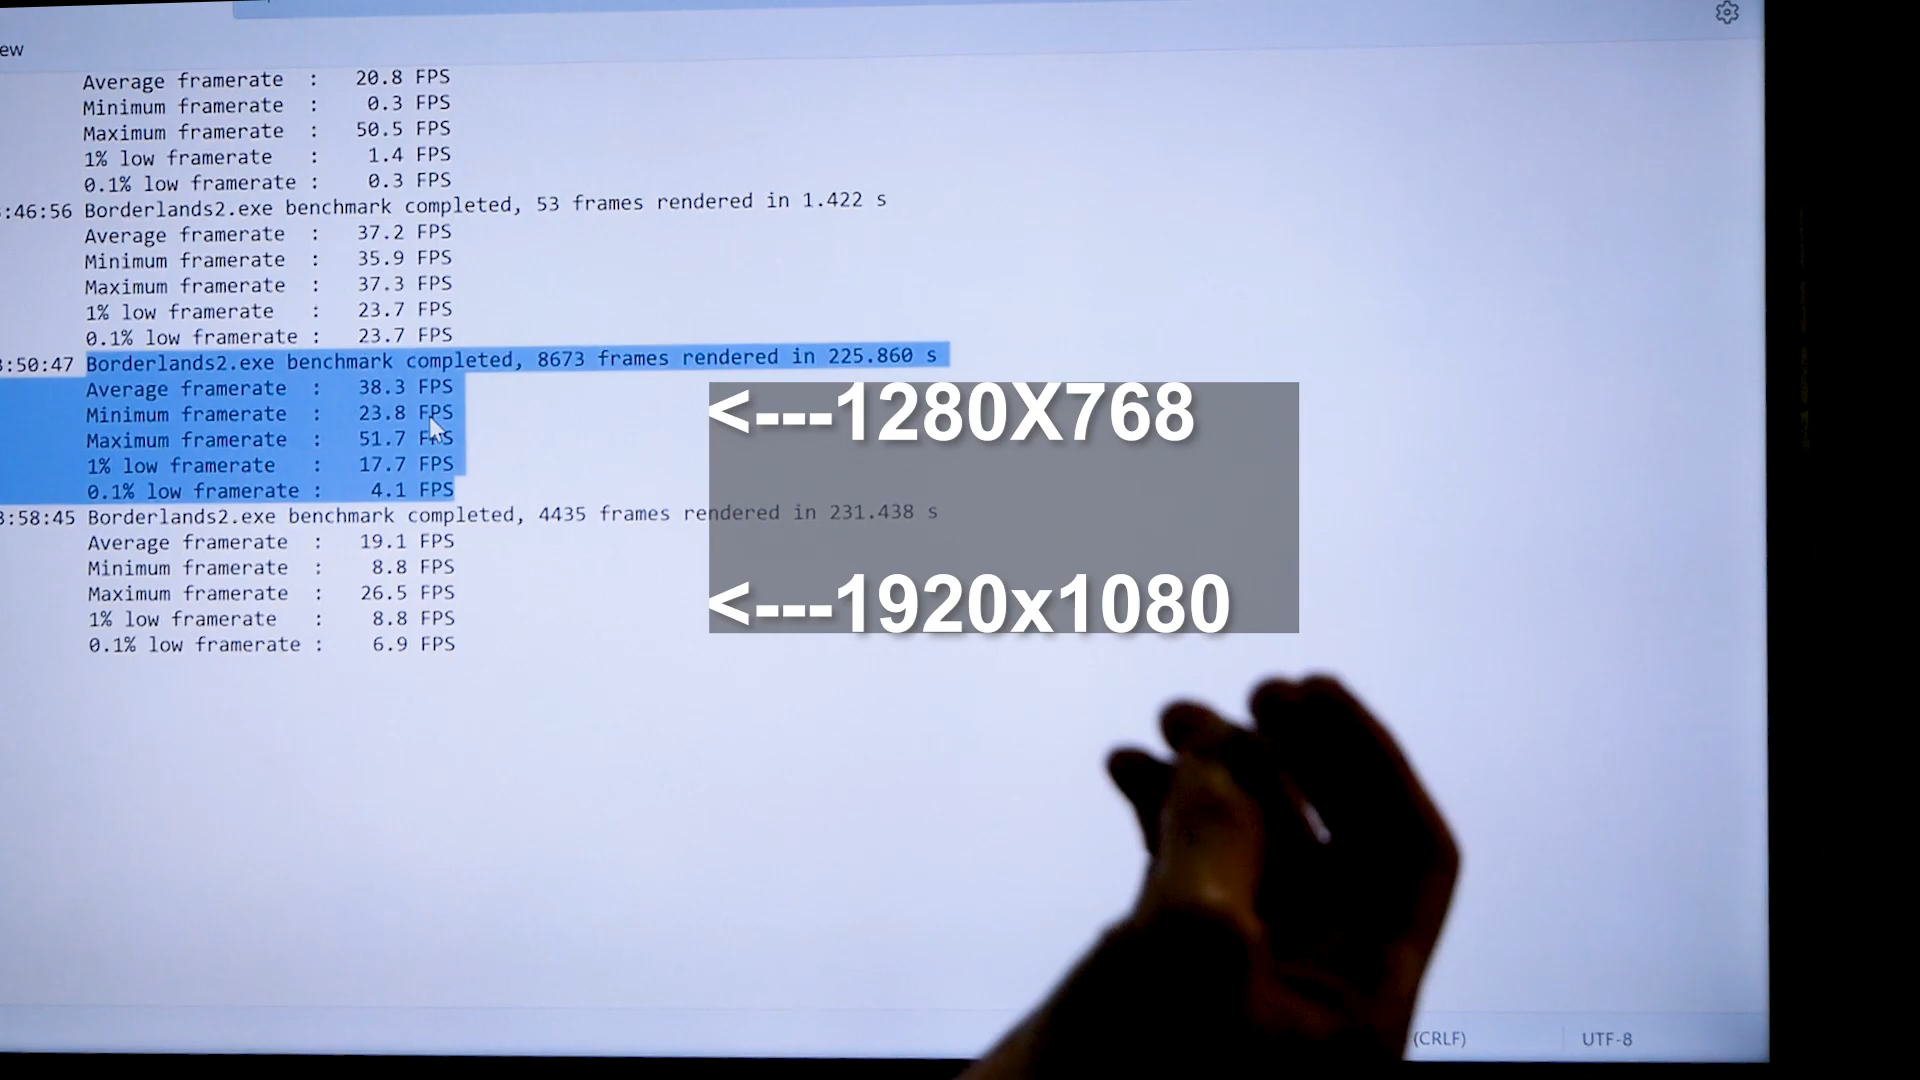 ew
Average framerate : 20.8 FPS
Minimum framerate : 0.3 FPS
Maximum framerate : 50.5 FPS
1% low framerate : 1.4 FPS
0.1% low framerate : 0.3 FPS
:46:56 Borderlands2.exe benchmark completed, 53 frames rendered in 1.422 s
Average framerate : 37.2 FPS
Minimum framerate : 35.9 FPS
Maximum framerate : 37.3 FPS
1% low framerate : 23.7 FPS
0.1% low framerate : 23.7 FPS
:50:47 Borderlands2.exe benchmark completed, 8673 frames rendered in 225.860 s
Average framerate : 38.3 FPS
Minimum framerate : 23.8 FPS
Maximum framerate : 51.7 FPS
1% low framerate : 17.7 FPS
0.1% low framerate : 4.1 FPS
<---1280X768
:58:45 Borderlands2.exe benchmark completed, 4435 frames rendered in 231.438 s
Average framerate : 19.1 FPS
Minimum framerate : 8.8 FPS
Maximum framerate : 26.5 FPS
1% low framerate : 8.8 FPS
0.1% low framerate : 6.9 FPS
<---1920x1080
(CRLF)
UTF-8